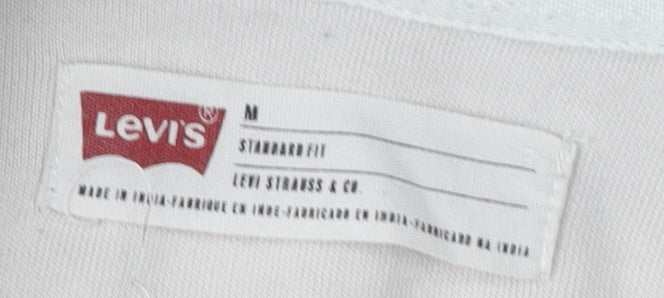 Levi's®
M
STANDARD FIT
LEVI STRAUSS & CO.
MADE IN INDIA-FABRIQUE EN INDE-FABRICADO EN INDIA-FABRICADO NA INDIA